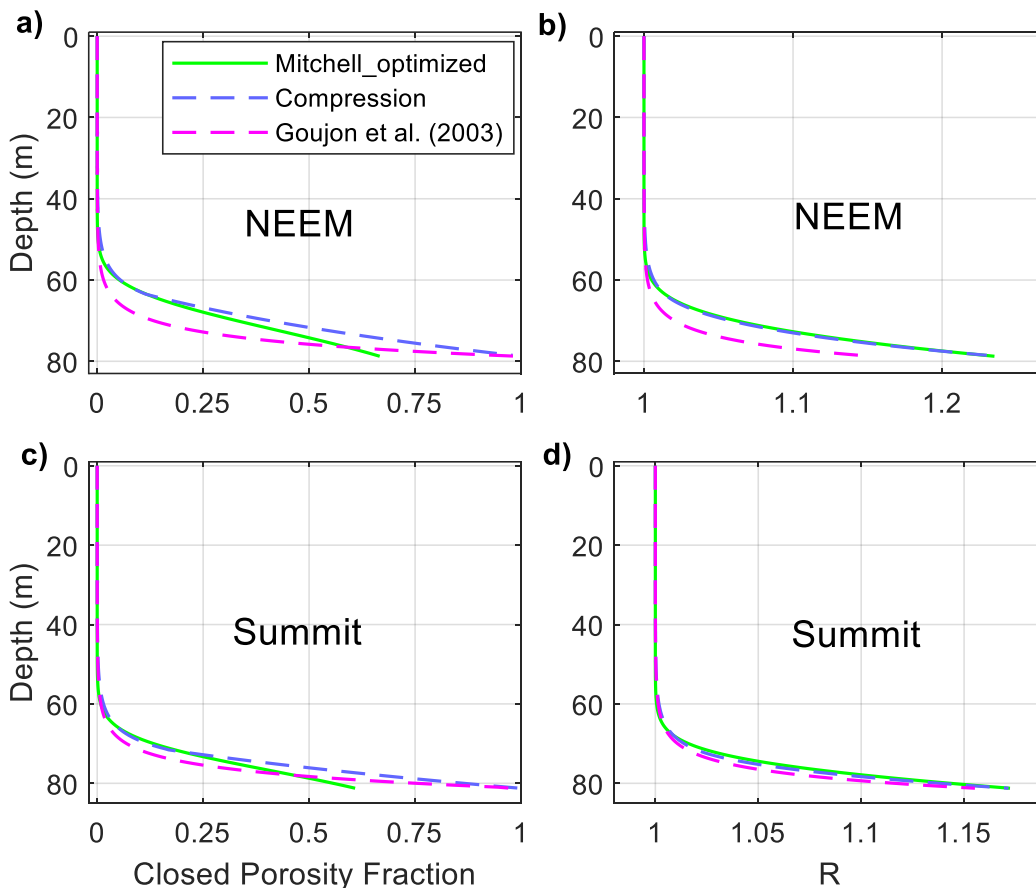 a)
b)
0
20
40
60
80
Depth (m)
Mitchell_optimized
Compression
Goujon et al. (2003)
NEEM
0
0.25
0.5
0.75
1
0
20
40
60
80
NEEM
1
1.1
1.2
c)
d)
0
20
40
60
80
Depth (m)
Summit
0
0.25
0.5
0.75
1
Closed Porosity Fraction
0
20
40
60
80
Summit
1
1.05
1.1
1.15
R